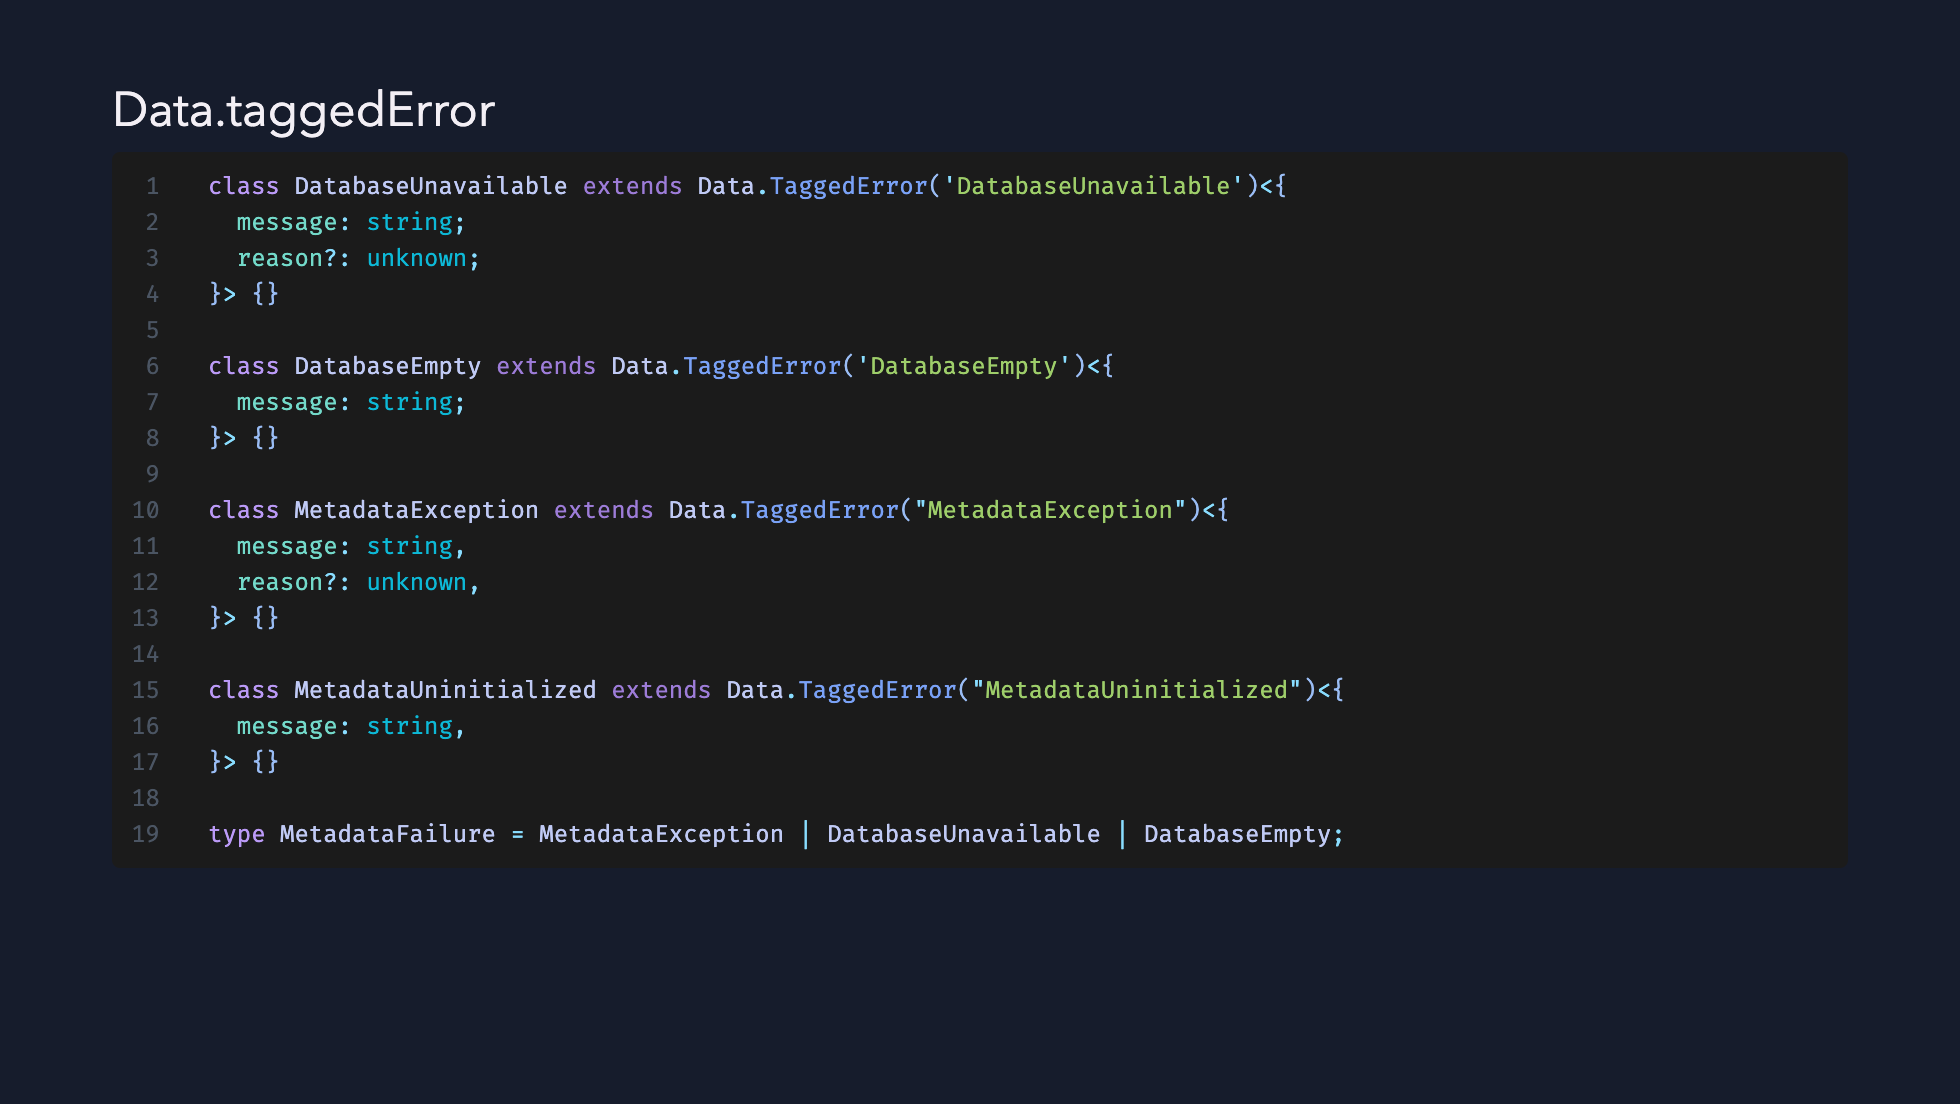 Data.taggedError
1 class DatabaseUnavailable extends Data.TaggedError('DatabaseUnavailable')<{
2 message: string;
3 reason?: unknown;
4 }> {}
5
6 class DatabaseEmpty extends Data.TaggedError('DatabaseEmpty')<{
7 message: string;
8 }> {}
9
10 class MetadataException extends Data.TaggedError("MetadataException")<{
11 message: string,
12 reason?: unknown,
13 }> {}
14
15 class MetadataUninitialized extends Data.TaggedError("MetadataUninitialized")<{
16 message: string,
17 }> {}
18
19 type MetadataFailure = MetadataException | DatabaseUnavailable | DatabaseEmpty;